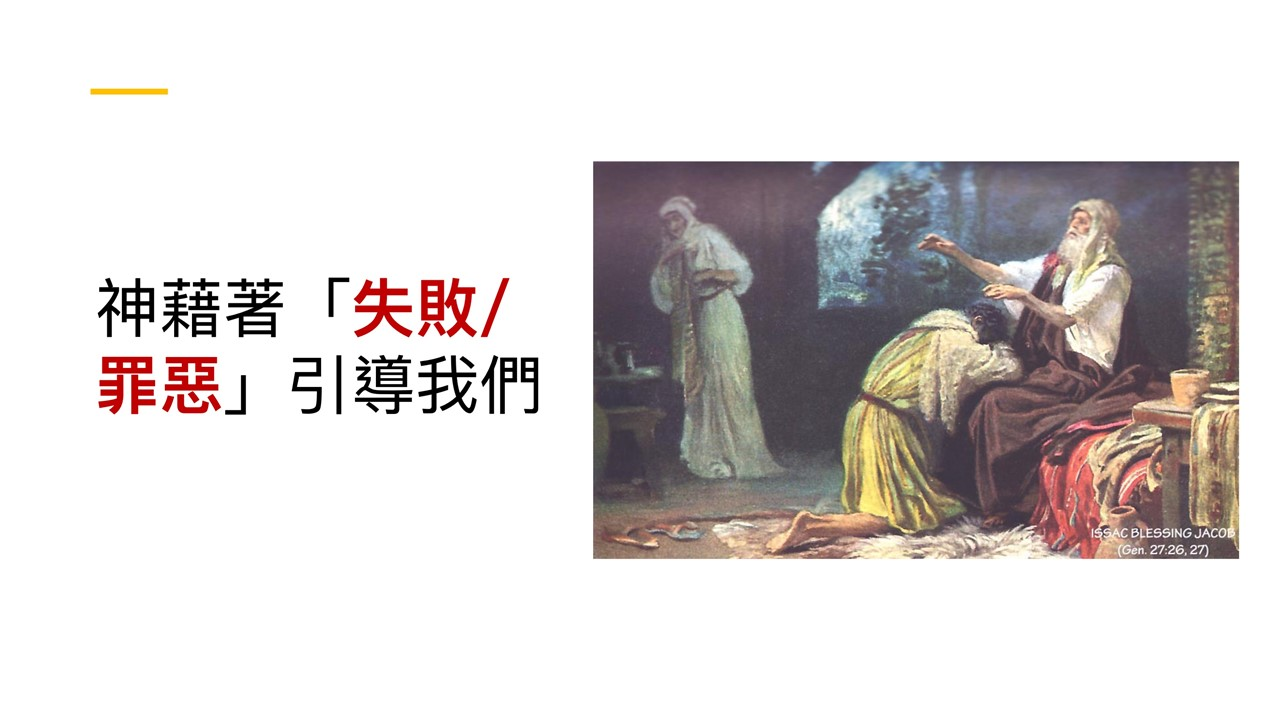 神藉著「失敗/
罪惡」引導我們
ISSAC BLESSING JACOB
(Gen. 27:26, 27)